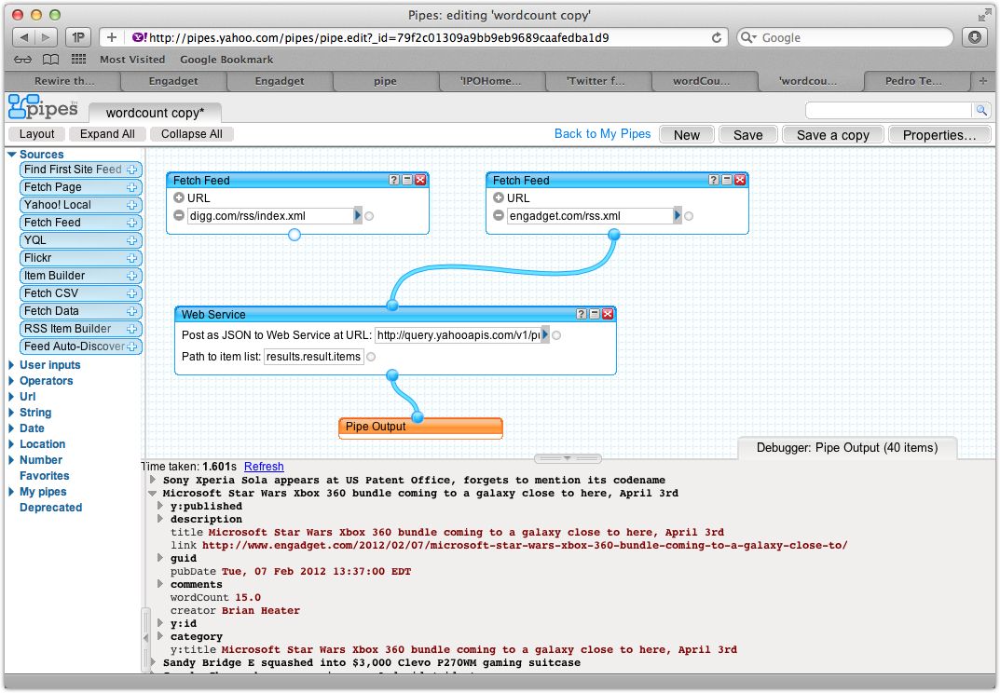 Pipes: editing 'wordcount copy'
1P
+ Y! http://pipes.yahoo.com/pipes/pipe.edit?_id=79f2c01309a9bb9eb9689caafedba1d9
Google
Most Visited Google Bookmark
Rewire th... Engadget Engadget pipe 'IPOHome... 'Twitter f... wordCou... 'wordcou... Pedro Te... +
pipes wordcount copy*
Layout Expand All Collapse All Back to My Pipes New Save Save a copy Properties...
Sources
Find First Site Feed
Fetch Page
Yahoo! Local
Fetch Feed
YQL
Flickr
Item Builder
Fetch CSV
Fetch Data
RSS Item Builder
Feed Auto-Discover
User inputs
Operators
Url
String
Date
Location
Number
Favorites
My pipes
Deprecated
Fetch Feed ?
URL
digg.com/rss/index.xml
Fetch Feed ?
URL
engadget.com/rss.xml
Web Service ?
Post as JSON to Web Service at URL: http://query.yahooapis.com/v1/pu
Path to item list: results.result.items
Pipe Output
Debugger: Pipe Output (40 items)
Time taken: 1.601s Refresh
Sony Xperia Sola appears at US Patent Office, forgets to mention its codename
Microsoft Star Wars Xbox 360 bundle coming to a galaxy close to here, April 3rd
y:published
description
title Microsoft Star Wars Xbox 360 bundle coming to a galaxy close to here, April 3rd
link http://www.engadget.com/2012/02/07/microsoft-star-wars-xbox-360-bundle-coming-to-a-galaxy-close-to/
guid
pubDate Tue, 07 Feb 2012 13:37:00 EDT
comments
wordCount 15.0
creator Brian Heater
y:id
category
y:title Microsoft Star Wars Xbox 360 bundle coming to a galaxy close to here, April 3rd
Sandy Bridge E squashed into $3,000 Clevo P270WM gaming suitcase